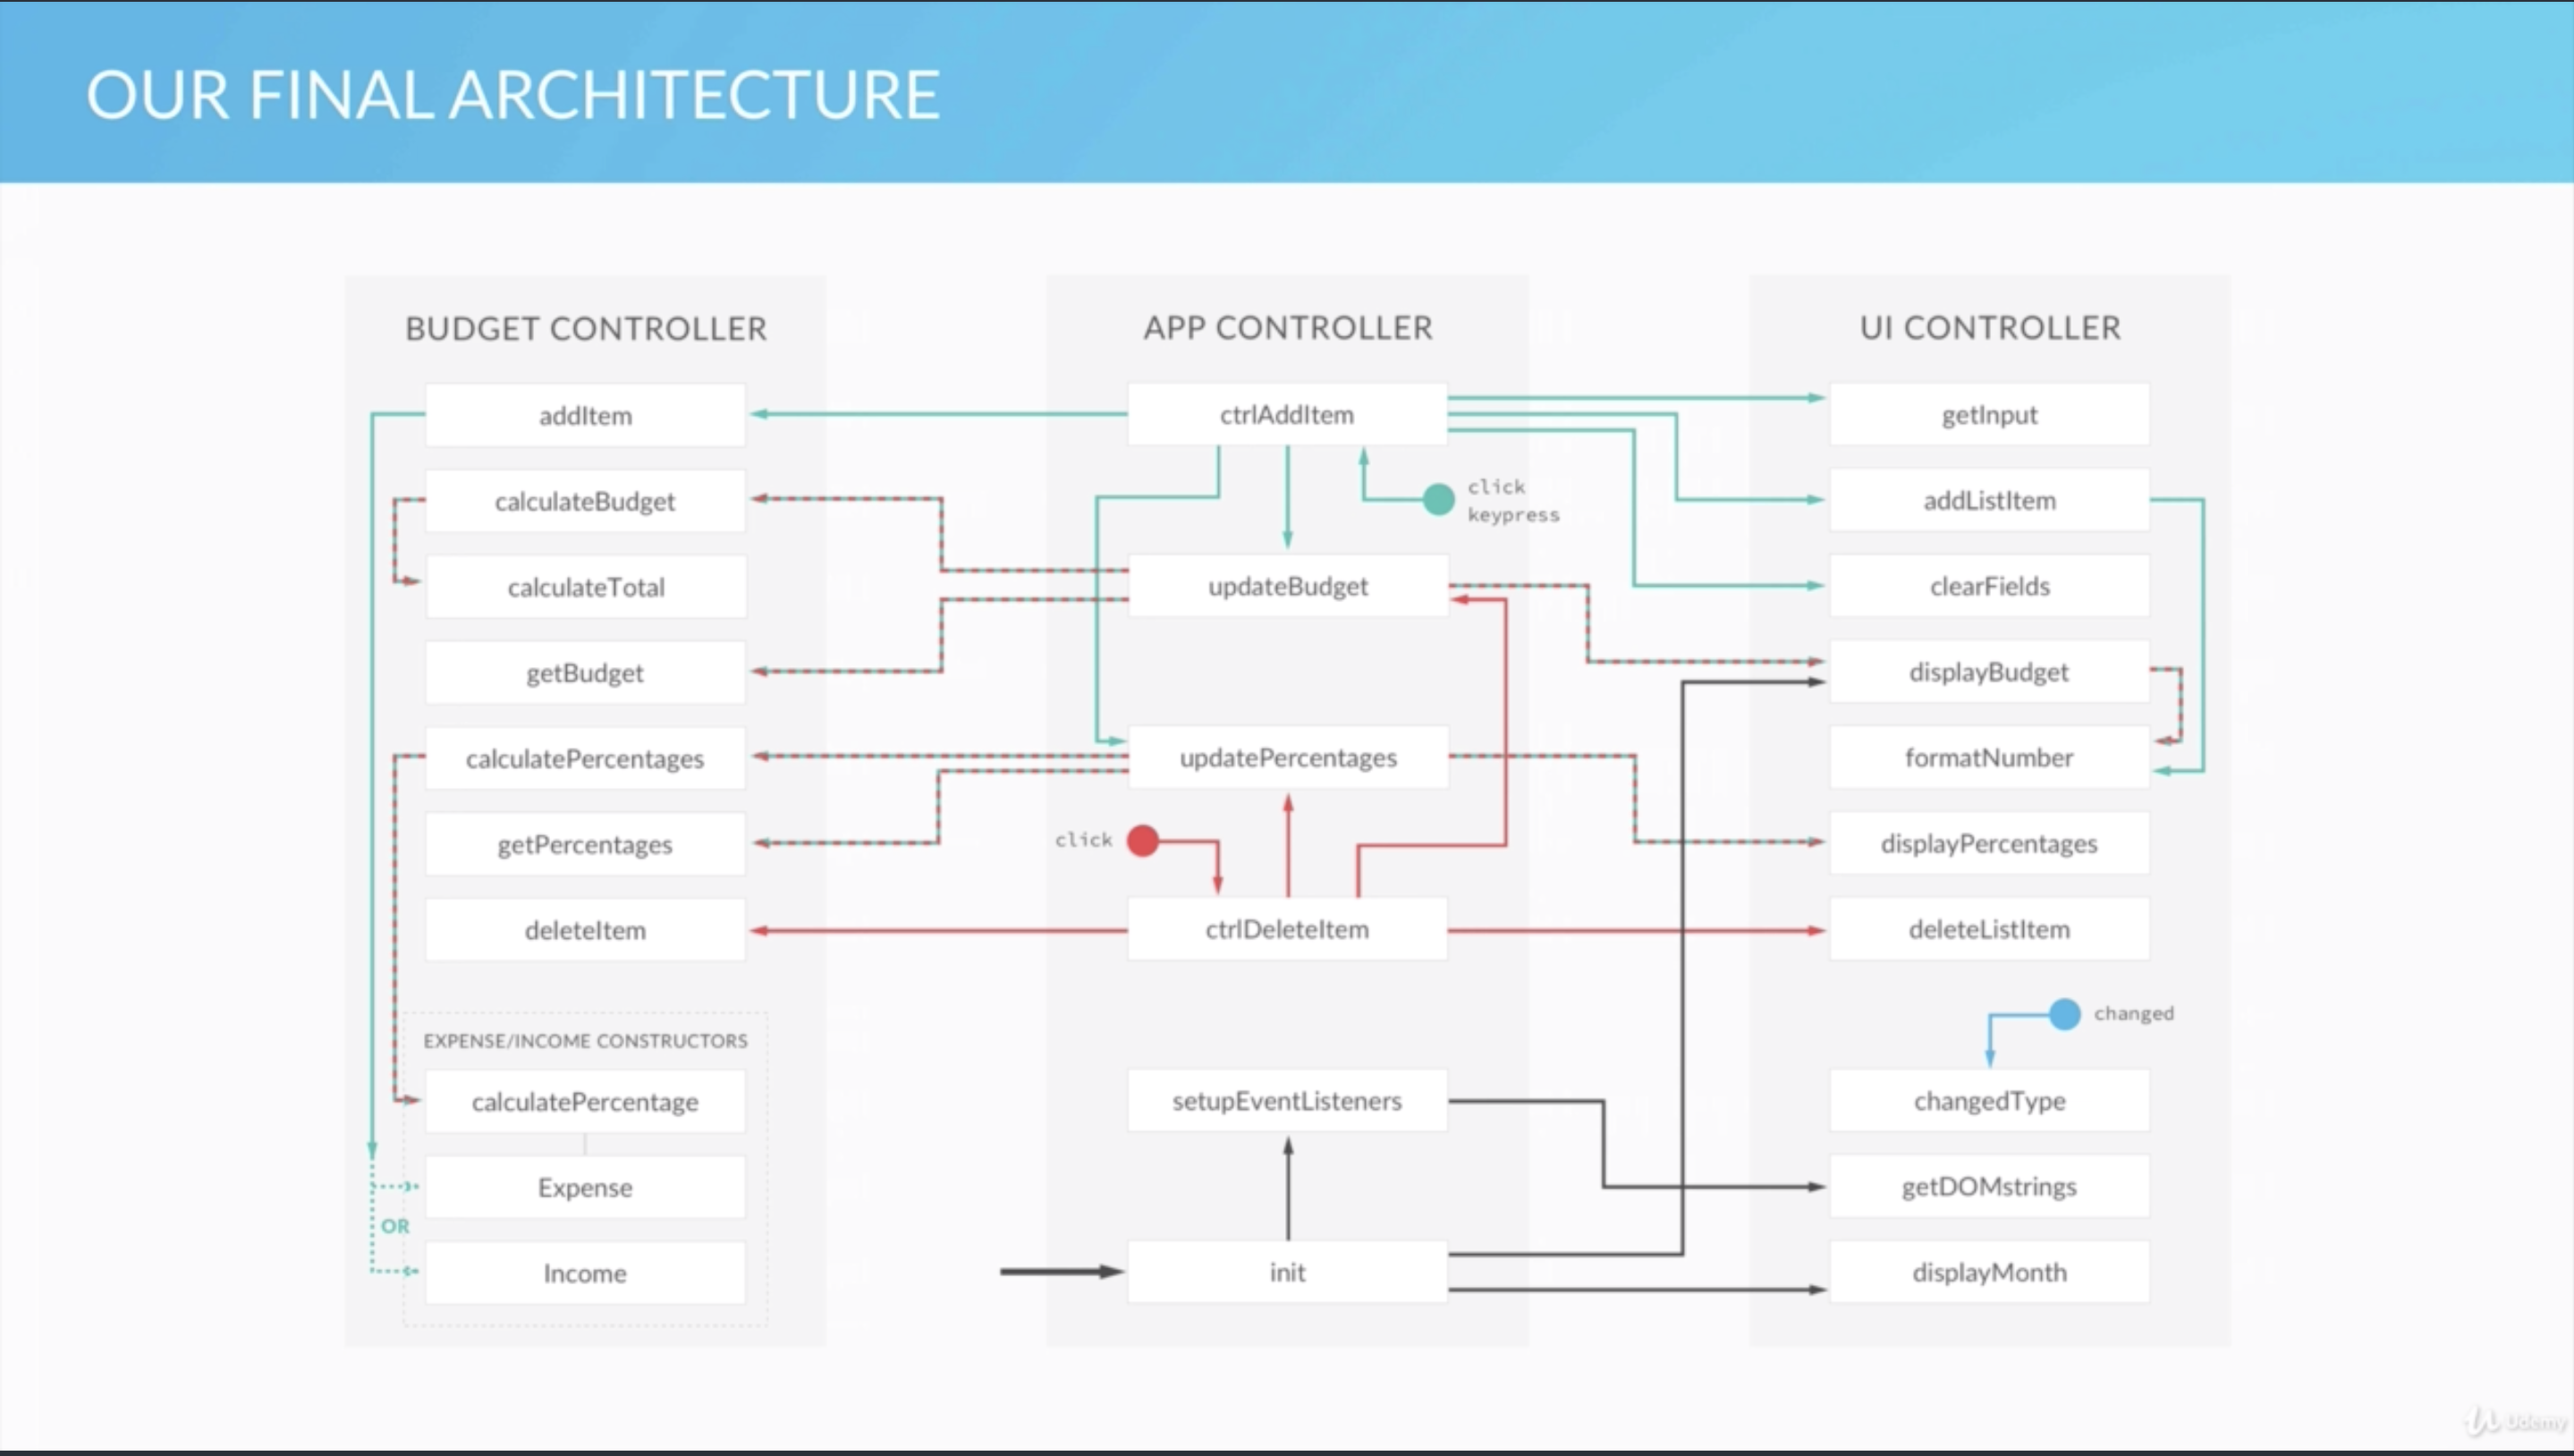 OUR FINAL ARCHITECTURE
BUDGET CONTROLLER
addItem
calculateBudget
calculateTotal
getBudget
calculatePercentages
getPercentages
deleteItem
EXPENSE/INCOME CONSTRUCTORS
calculatePercentage
Expense
OR
Income
APP CONTROLLER
ctrlAddItem
click
keypress
updateBudget
updatePercentages
click
ctrlDeleteItem
setupEventListeners
init
UI CONTROLLER
getInput
addListItem
clearFields
displayBudget
formatNumber
displayPercentages
deleteListItem
changed
changedType
getDOMstrings
displayMonth
Udemy